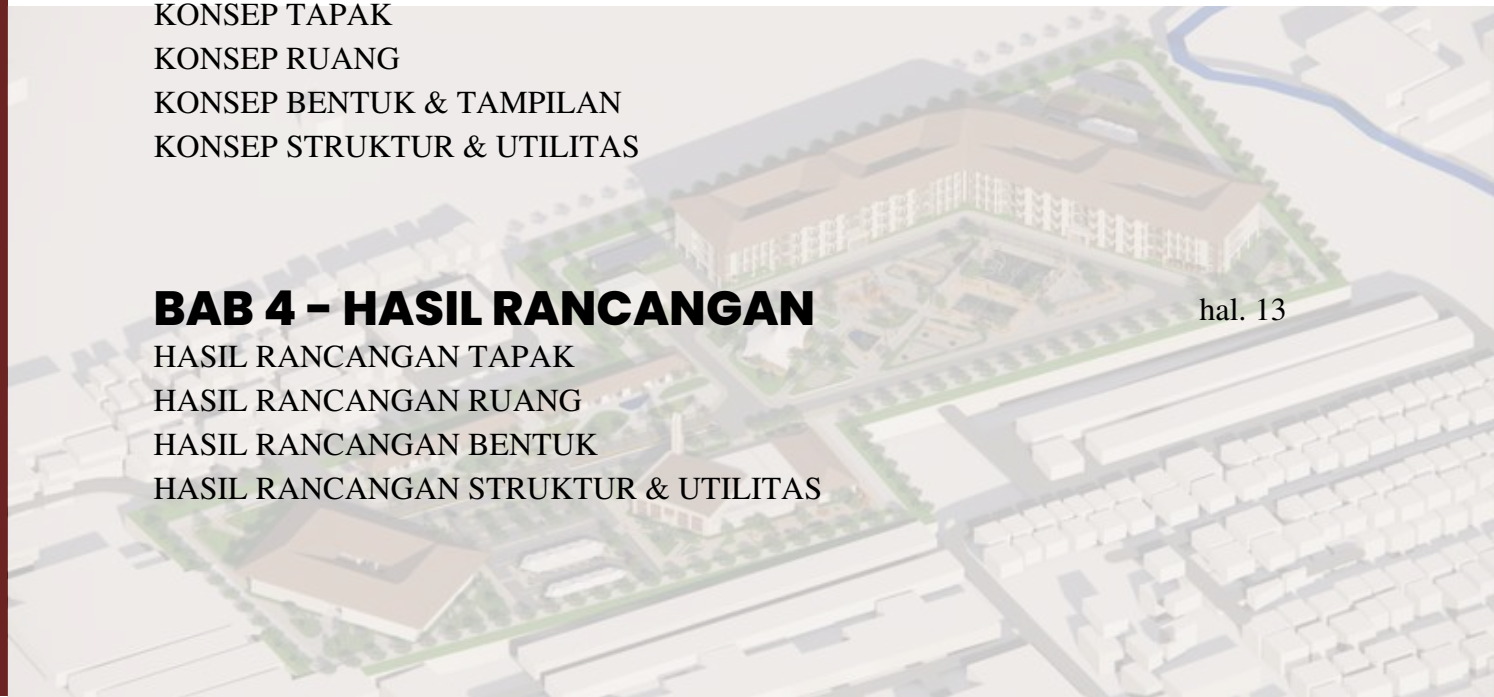 KONSEP TAPAK
KONSEP RUANG
KONSEP BENTUK & TAMPILAN
KONSEP STRUKTUR & UTILITAS
BAB 4 - HASIL RANCANGAN hal. 13
HASIL RANCANGAN TAPAK
HASIL RANCANGAN RUANG
HASIL RANCANGAN BENTUK
HASIL RANCANGAN STRUKTUR & UTILITAS